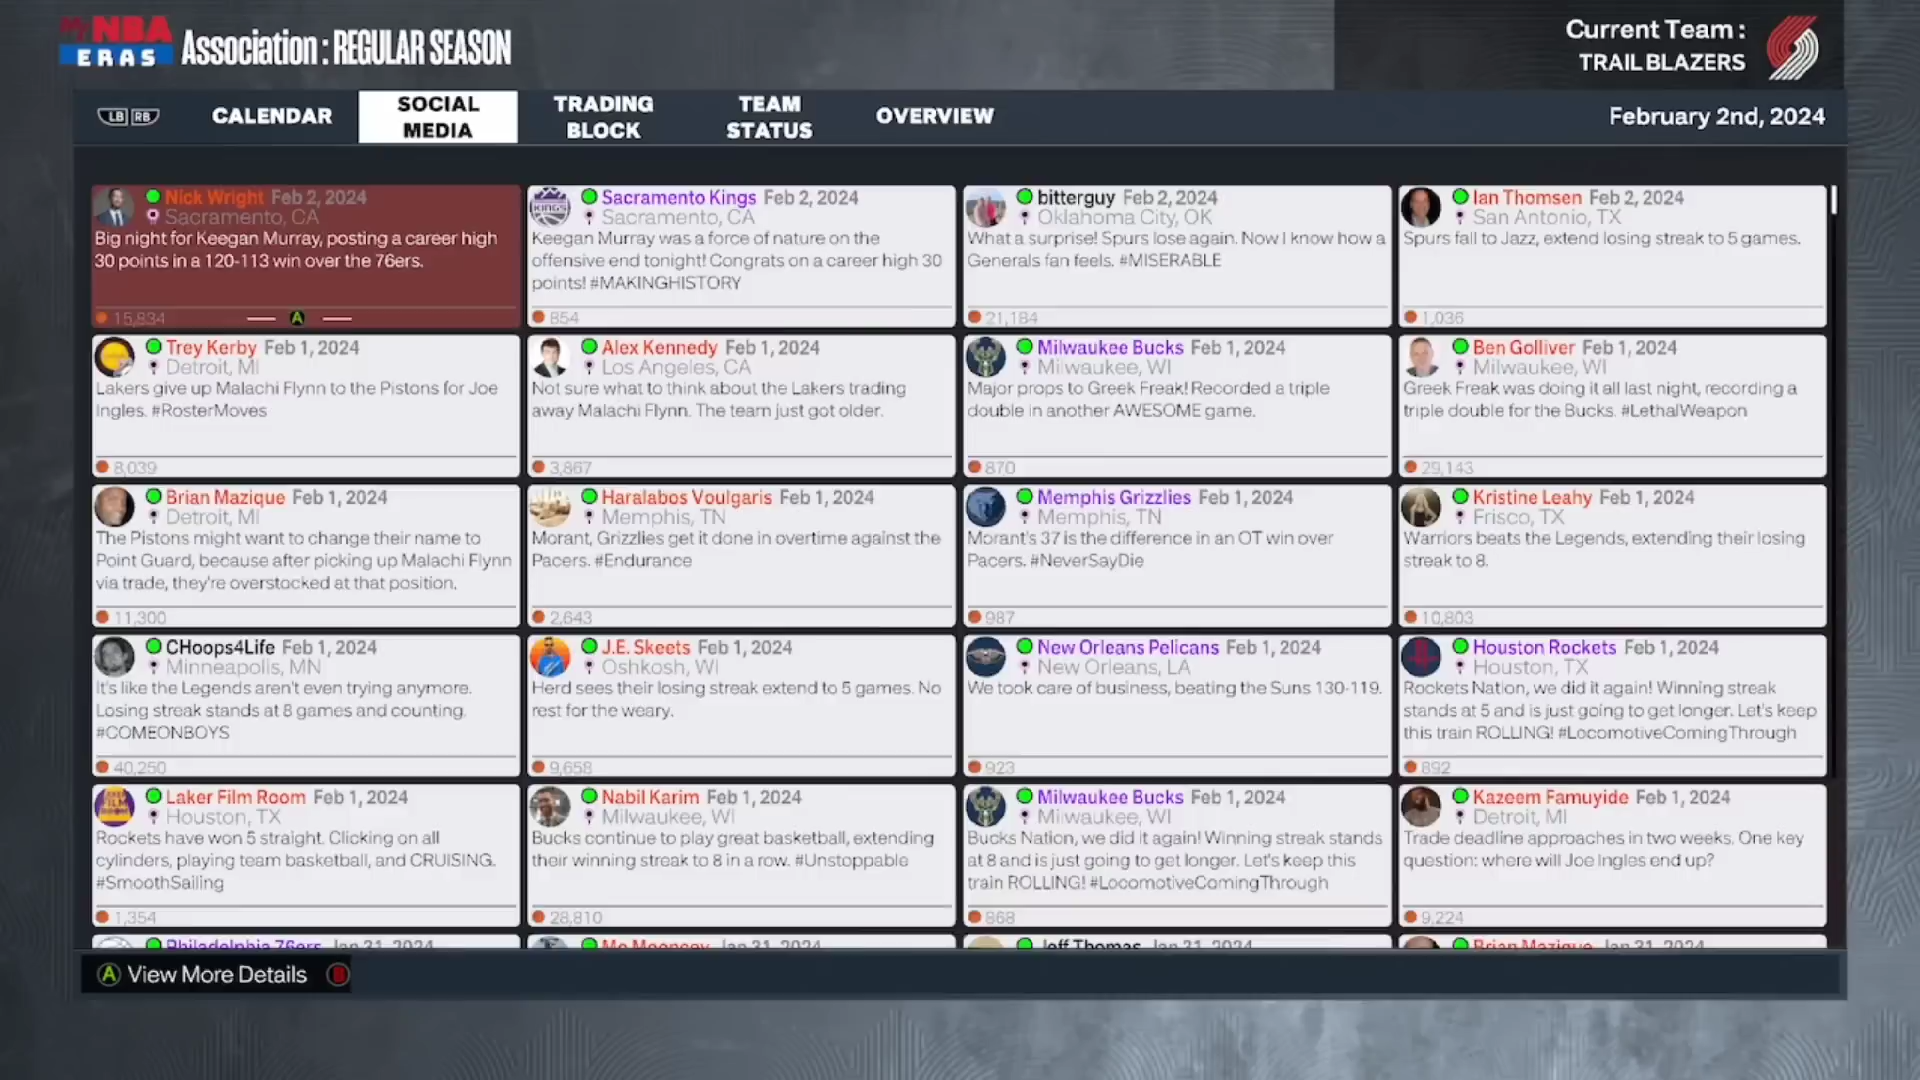 MyNBA
ERAS
Association : REGULAR SEASON
Current Team :
TRAIL BLAZERS
LB RB
CALENDAR
SOCIAL
MEDIA
TRADING
BLOCK
TEAM
STATUS
OVERVIEW
February 2nd, 2024
Nick Wright Feb 2, 2024
Sacramento, CA
Big night for Keegan Murray, posting a career high
30 points in a 120-113 win over the 76ers.
15,834
A
KINGS
Sacramento Kings Feb 2, 2024
Sacramento, CA
Keegan Murray was a force of nature on the
offensive end tonight! Congrats on a career high 30
points! #MAKINGHISTORY
854
bitterguy Feb 2, 2024
Oklahoma City, OK
What a surprise! Spurs lose again. Now I know how a
Generals fan feels. #MISERABLE
21,184
Ian Thomsen Feb 2, 2024
San Antonio, TX
Spurs fall to Jazz, extend losing streak to 5 games.
1,036
Trey Kerby Feb 1, 2024
Detroit, MI
Lakers give up Malachi Flynn to the Pistons for Joe
Ingles. #RosterMoves
8,039
Alex Kennedy Feb 1, 2024
Los Angeles, CA
Not sure what to think about the Lakers trading
away Malachi Flynn. The team just got older.
3,867
Milwaukee Bucks Feb 1, 2024
Milwaukee, WI
Major props to Greek Freak! Recorded a triple
double in another AWESOME game.
870
Ben Golliver Feb 1, 2024
Milwaukee, WI
Greek Freak was doing it all last night, recording a
triple double for the Bucks. #LethalWeapon
29,143
Brian Mazique Feb 1, 2024
Detroit, MI
The Pistons might want to change their name to
Point Guard, because after picking up Malachi Flynn
via trade, they're overstocked at that position.
11,300
Haralabos Voulgaris Feb 1, 2024
Memphis, TN
Morant, Grizzlies get it done in overtime against the
Pacers. #Endurance
2,643
Memphis Grizzlies Feb 1, 2024
Memphis, TN
Morant's 37 is the difference in an OT win over
Pacers. #NeverSayDie
987
Kristine Leahy Feb 1, 2024
Frisco, TX
Warriors beats the Legends, extending their losing
streak to 8.
10,803
CHoops4Life Feb 1, 2024
Minneapolis, MN
It's like the Legends aren't even trying anymore.
Losing streak stands at 8 games and counting.
#COMEONBOYS
40,250
J.E. Skeets Feb 1, 2024
Oshkosh, WI
Herd sees their losing streak extend to 5 games. No
rest for the weary.
9,658
New Orleans Pelicans Feb 1, 2024
New Orleans, LA
We took care of business, beating the Suns 130-119.
923
Houston Rockets Feb 1, 2024
Houston, TX
Rockets Nation, we did it again! Winning streak
stands at 5 and is just going to get longer. Let's keep
this train ROLLING! #LocomotiveComingThrough
892
Laker Film Room Feb 1, 2024
Houston, TX
Rockets have won 5 straight. Clicking on all
cylinders, playing team basketball, and CRUISING.
#SmoothSailing
1,354
Nabil Karim Feb 1, 2024
Milwaukee, WI
Bucks continue to play great basketball, extending
their winning streak to 8 in a row. #Unstoppable
28,810
Milwaukee Bucks Feb 1, 2024
Milwaukee, WI
Bucks Nation, we did it again! Winning streak stands
at 8 and is just going to get longer. Let's keep this
train ROLLING! #LocomotiveComingThrough
868
Kazeem Famuyide Feb 1, 2024
Detroit, MI
Trade deadline approaches in two weeks. One key
question: where will Joe Ingles end up?
9,224
Philadelphia 76ers Jan 31, 2024
Mo Mooncey Jan 31, 2024
Jeff Thomas Jan 31, 2024
Brian Mazique Jan 31, 2024
A View More Details B